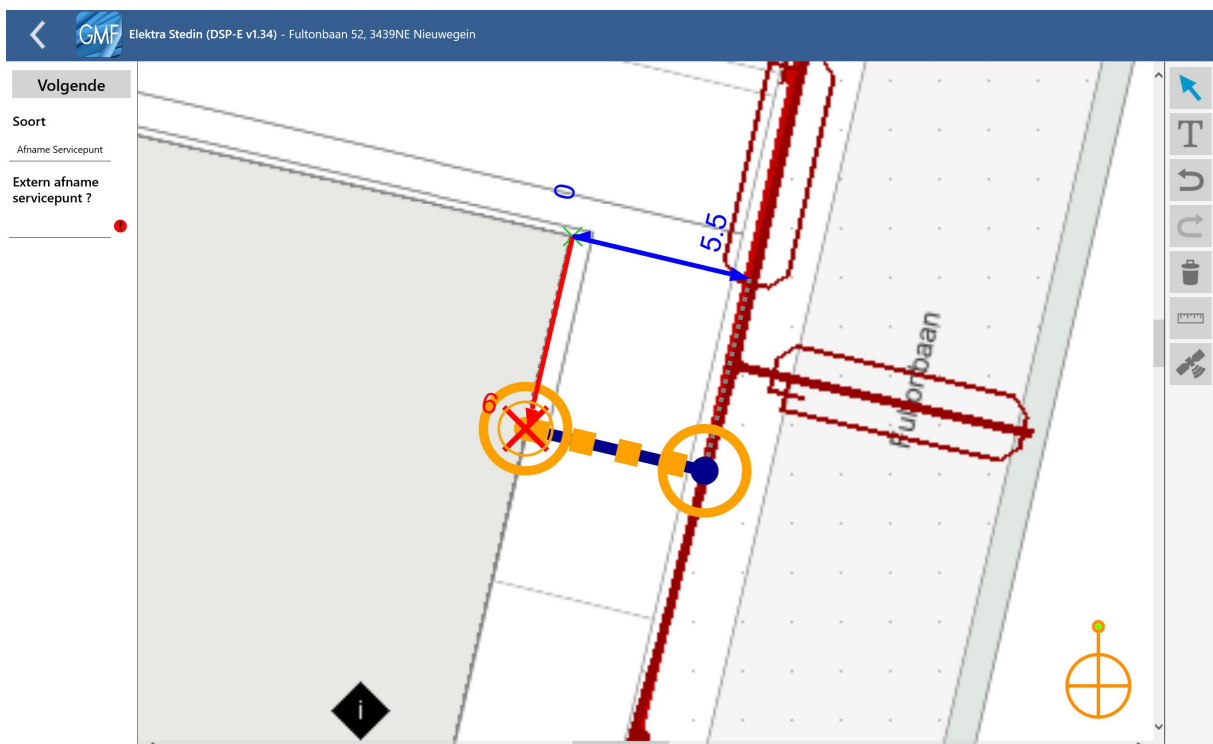 GMF
Elektra Stedin (DSP-E v1.34) - Fultonbaan 52, 3439NE Nieuwegein
Volgende
Soort
Afname Servicepunt
Extern afname
servicepunt ?
!
0
5.5
6
Fultonbaan
i
T